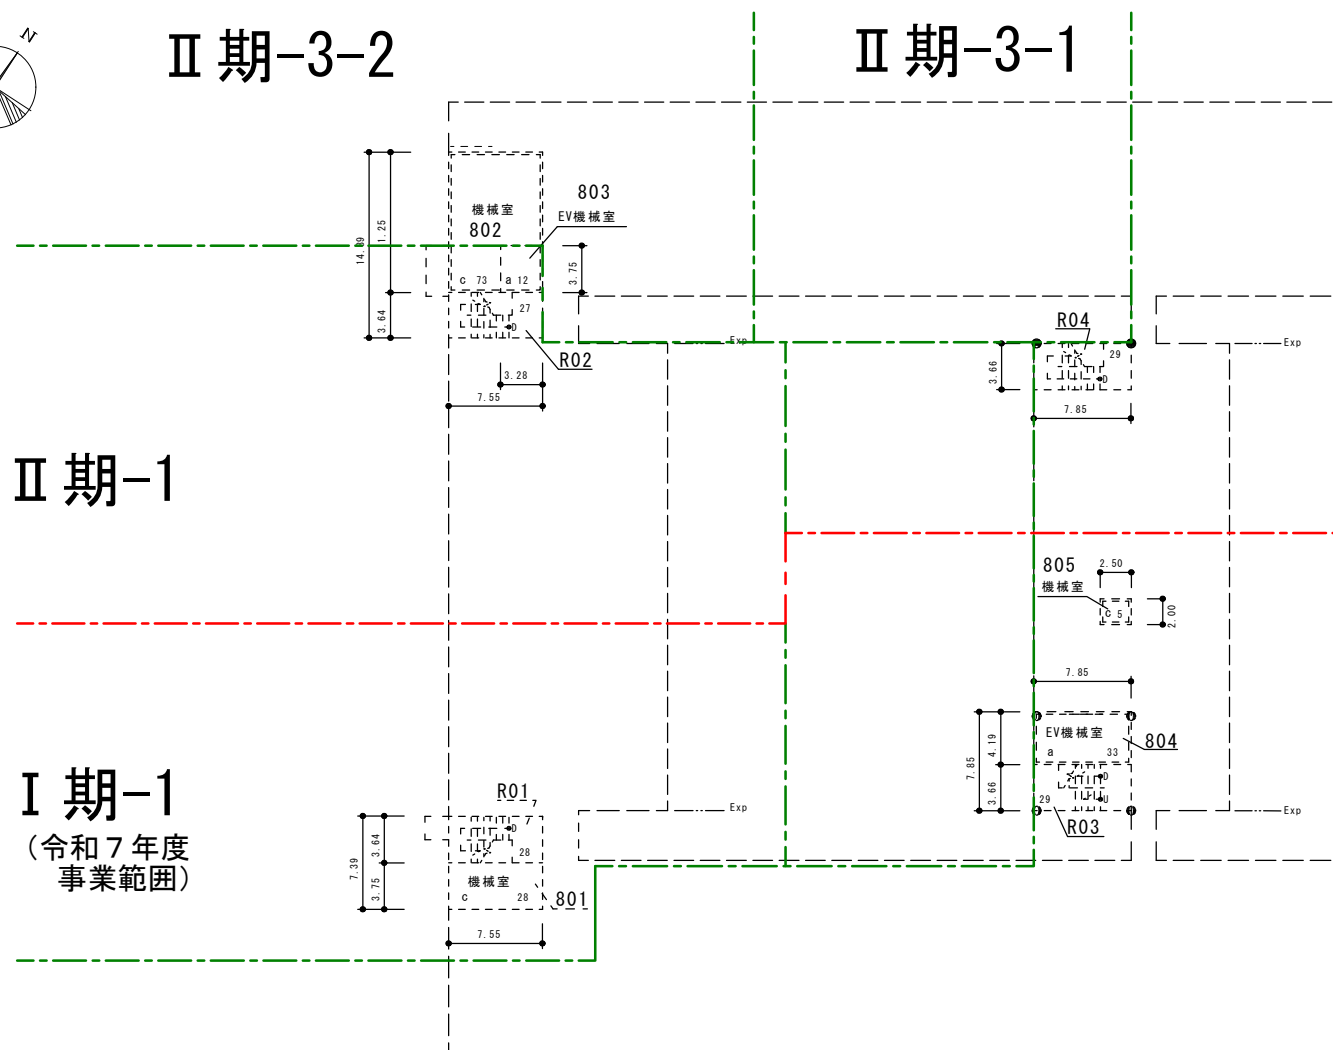 N
Ⅱ期-3-2
Ⅱ期-3-1
803
EV機械室
機械室
802
c 73
a 12
14.89
1.25
3.64
3.75
27
D
R02
3.28
7.55
Exp
R04
29
D
3.66
7.85
Exp
Ⅱ期-1
805
機械室
2.50
c 5
2.00
7.85
EV機械室
a 33
804
7.85
4.19
3.66
D
U
29
R03
Exp
Exp
Ⅰ期-1
(令和7年度
事業範囲)
R01
D
28
7.39
3.64
3.75
機械室
c 28
801
7.55